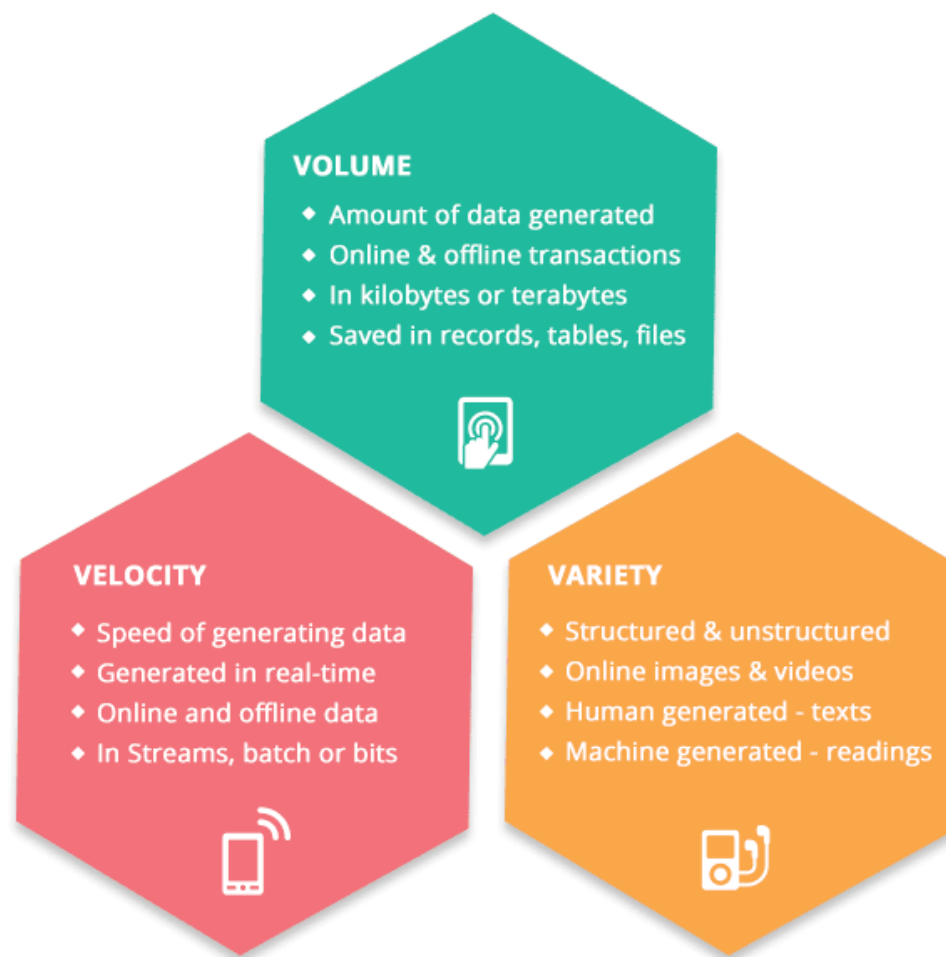 VOLUME
Amount of data generated
Online & offline transactions
In kilobytes or terabytes
Saved in records, tables, files
VELOCITY
Speed of generating data
Generated in real-time
Online and offline data
In Streams, batch or bits
VARIETY
Structured & unstructured
Online images & videos
Human generated - texts
Machine generated - readings